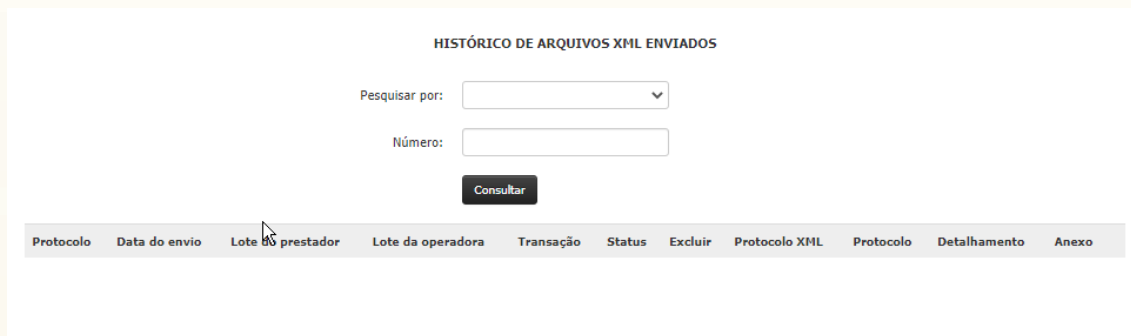 HISTÓRICO DE ARQUIVOS XML ENVIADOS
Pesquisar por:
Número:
Consultar
Protocolo Data do envio Lote do prestador Lote da operadora Transação Status Excluir Protocolo XML Protocolo Detalhamento Anexo